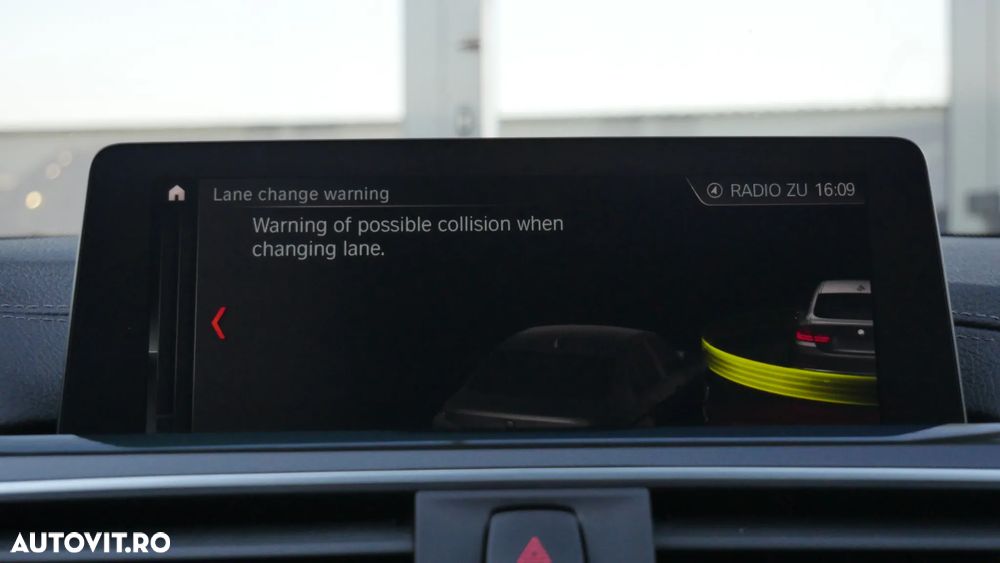 Lane change warning
RADIO ZU 16:09
Warning of possible collision when
changing lane.
AUTOVIT.RO